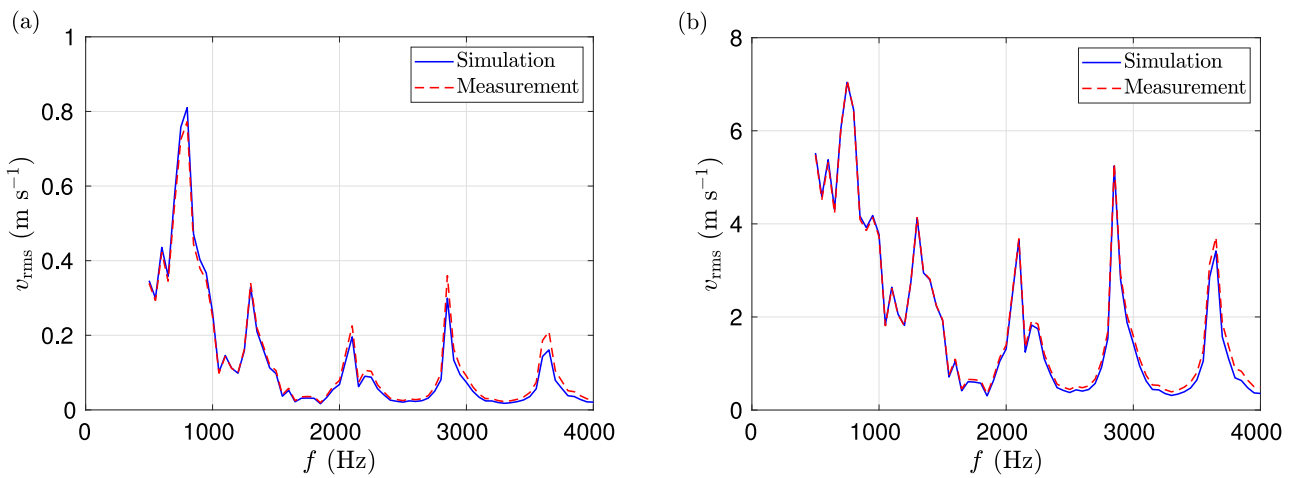 (a)
1
0.8
0.6
0.4
0.2
0
0 1000 2000 3000 4000
v_rms (m s⁻¹)
f (Hz)
Simulation
Measurement
(b)
8
6
4
2
0
0 1000 2000 3000 4000
v_rms (m s⁻¹)
f (Hz)
Simulation
Measurement